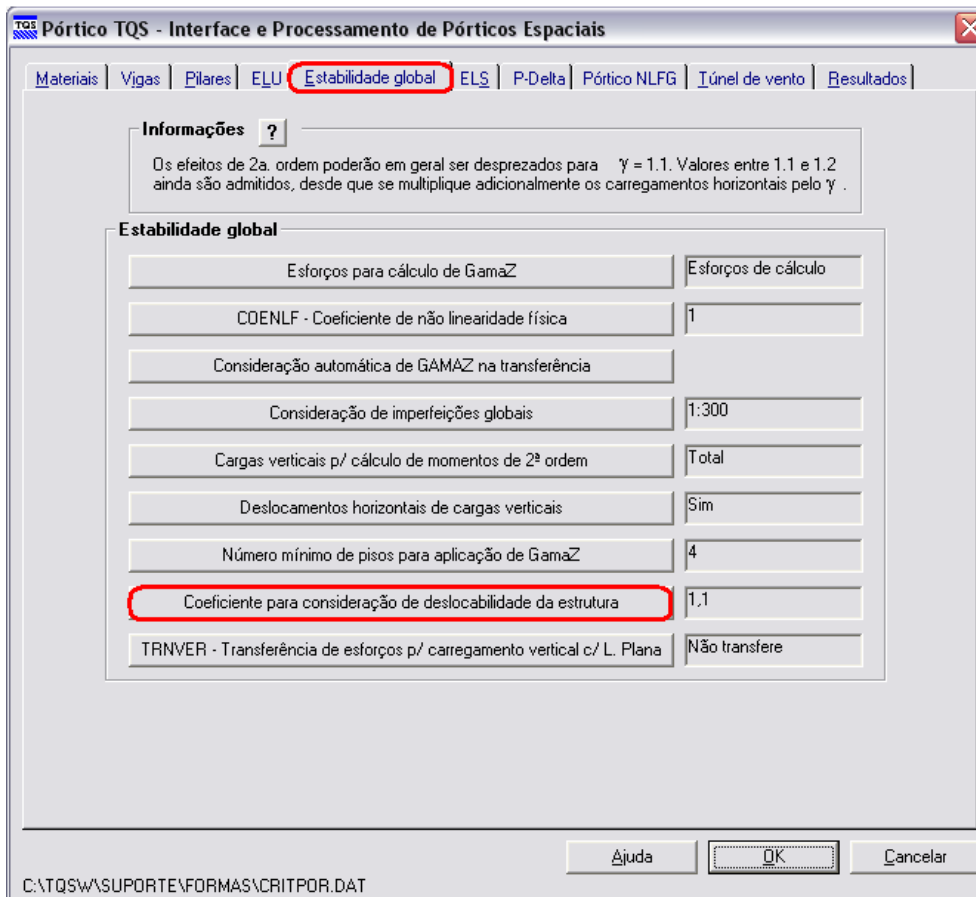 TQS Pórtico TQS - Interface e Processamento de Pórticos Espaciais
Materiais Vigas Pilares ELU Estabilidade global ELS P-Delta Pórtico NLFG Túnel de vento Resultados
Informações ?
Os efeitos de 2a. ordem poderão em geral ser desprezados para γ = 1.1. Valores entre 1.1 e 1.2
ainda são admitidos, desde que se multiplique adicionalmente os carregamentos horizontais pelo γ .
Estabilidade global
Esforços para cálculo de GamaZ Esforços de cálculo
COENLF - Coeficiente de não linearidade física 1
Consideração automática de GAMAZ na transferência
Consideração de imperfeições globais 1:300
Cargas verticais p/ cálculo de momentos de 2ª ordem Total
Deslocamentos horizontais de cargas verticais Sim
Número mínimo de pisos para aplicação de GamaZ 4
Coeficiente para consideração de deslocabilidade da estrutura 1,1
TRNVER - Transferência de esforços p/ carregamento vertical c/ L. Plana Não transfere
Ajuda OK Cancelar
C:\TQSW\SUPORTE\FORMAS\CRITPOR.DAT